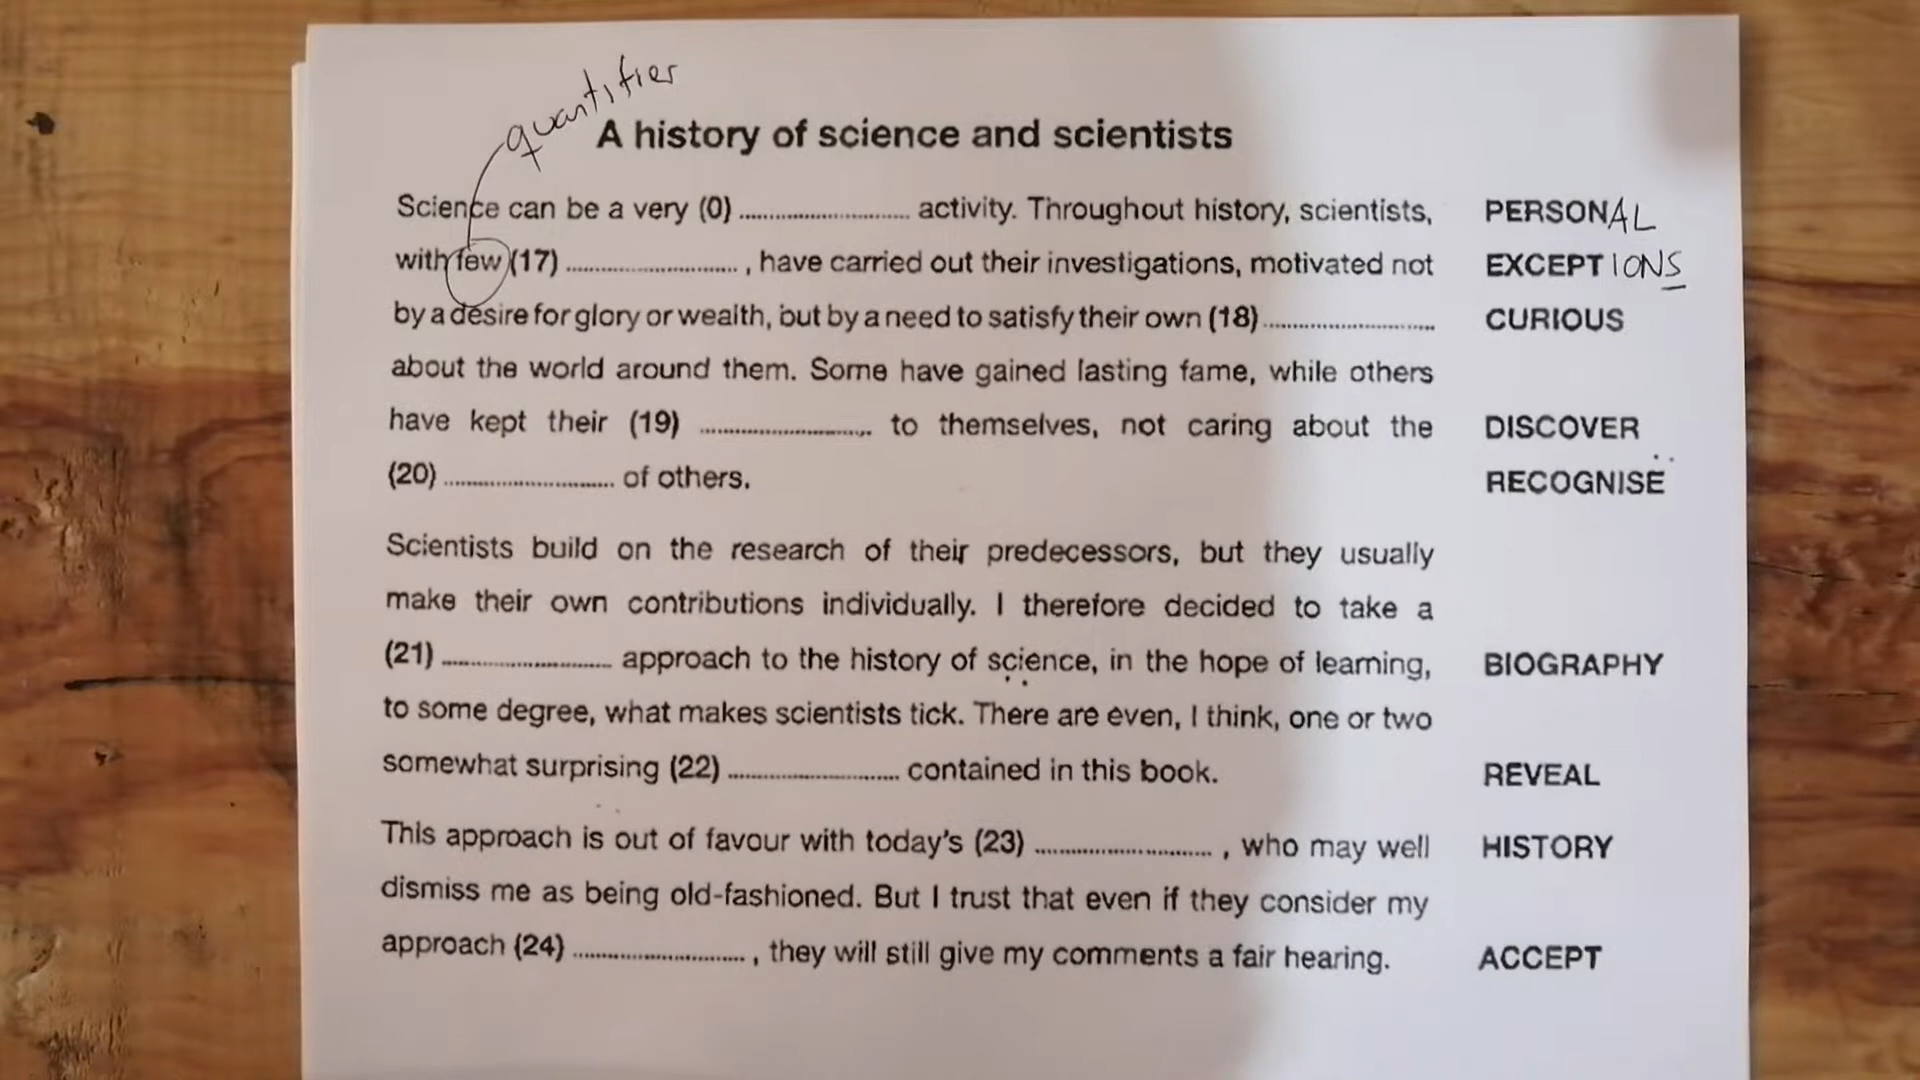 quantifier
A history of science and scientists
Science can be a very (0) ............................ activity. Throughout history, scientists, PERSONAL
with few (17) ............................ , have carried out their investigations, motivated not EXCEPTIONS
by a desire for glory or wealth, but by a need to satisfy their own (18) ............................ CURIOUS
about the world around them. Some have gained lasting fame, while others
have kept their (19) ............................ to themselves, not caring about the DISCOVER
(20) ............................ of others. RECOGNISE
Scientists build on the research of their predecessors, but they usually
make their own contributions individually. I therefore decided to take a
(21) ............................ approach to the history of science, in the hope of learning, BIOGRAPHY
to some degree, what makes scientists tick. There are even, I think, one or two
somewhat surprising (22) ............................ contained in this book. REVEAL
This approach is out of favour with today's (23) ............................ , who may well HISTORY
dismiss me as being old-fashioned. But I trust that even if they consider my
approach (24) ............................ , they will still give my comments a fair hearing. ACCEPT